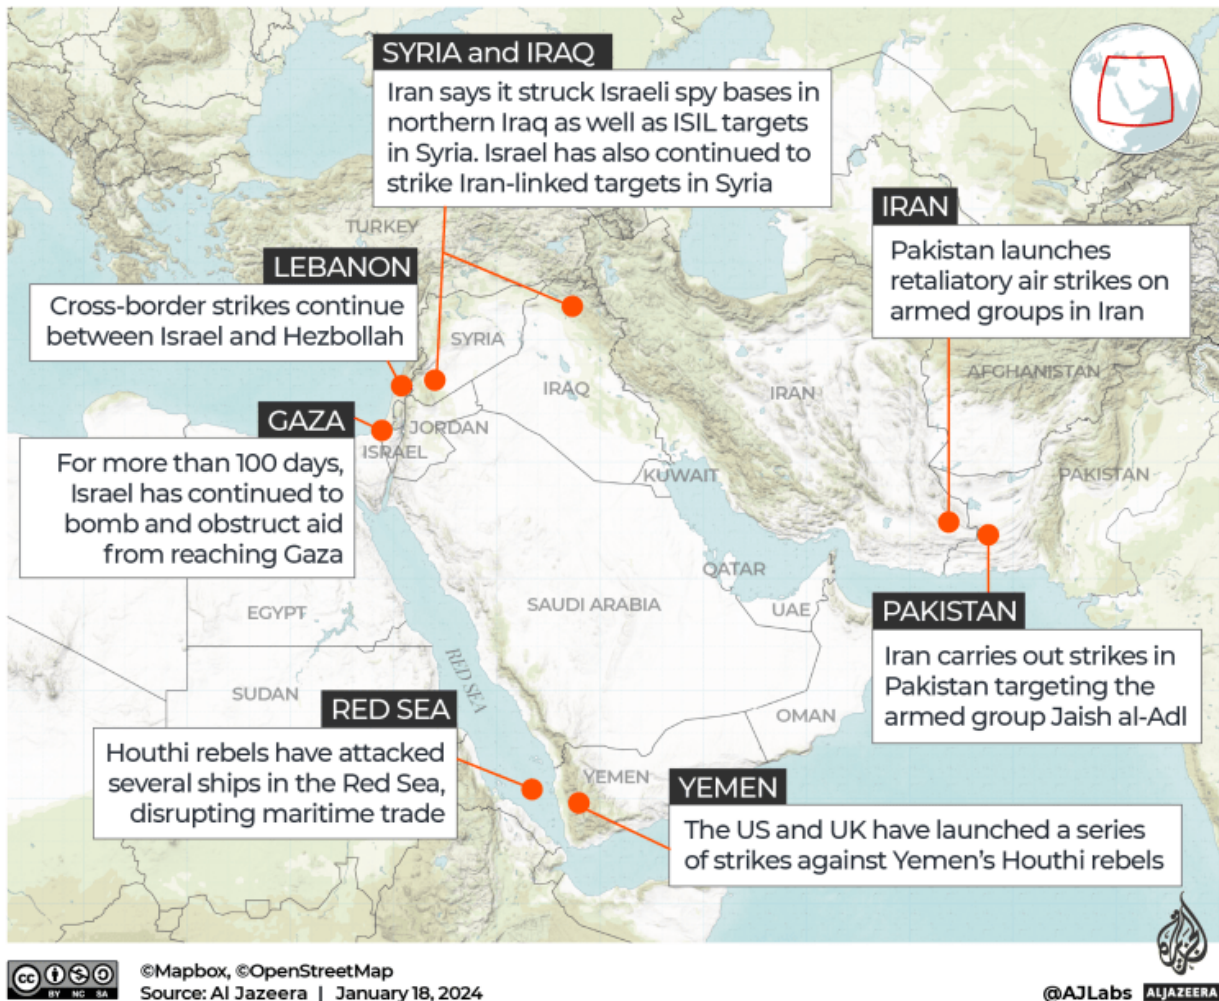 SYRIA and IRAQ
Iran says it struck Israeli spy bases in
northern Iraq as well as ISIL targets
in Syria. Israel has also continued to
strike Iran-linked targets in Syria
IRAN
Pakistan launches
retaliatory air strikes on
armed groups in Iran
TURKEY
LEBANON
Cross-border strikes continue
between Israel and Hezbollah
SYRIA
IRAQ
IRAN
AFGHANISTAN
GAZA
For more than 100 days,
Israel has continued to
bomb and obstruct aid
from reaching Gaza
JORDAN
ISRAEL
KUWAIT
PAKISTAN
QATAR
EGYPT
SAUDI ARABIA
UAE
PAKISTAN
Iran carries out strikes in
Pakistan targeting the
armed group Jaish al-Adl
RED SEA
SUDAN
OMAN
RED SEA
Houthi rebels have attacked
several ships in the Red Sea,
disrupting maritime trade
YEMEN
YEMEN
The US and UK have launched a series
of strikes against Yemen's Houthi rebels
cc BY NC SA
©Mapbox, ©OpenStreetMap
Source: Al Jazeera | January 18, 2024
@AJLabs
الجزيرة
ALJAZEERA